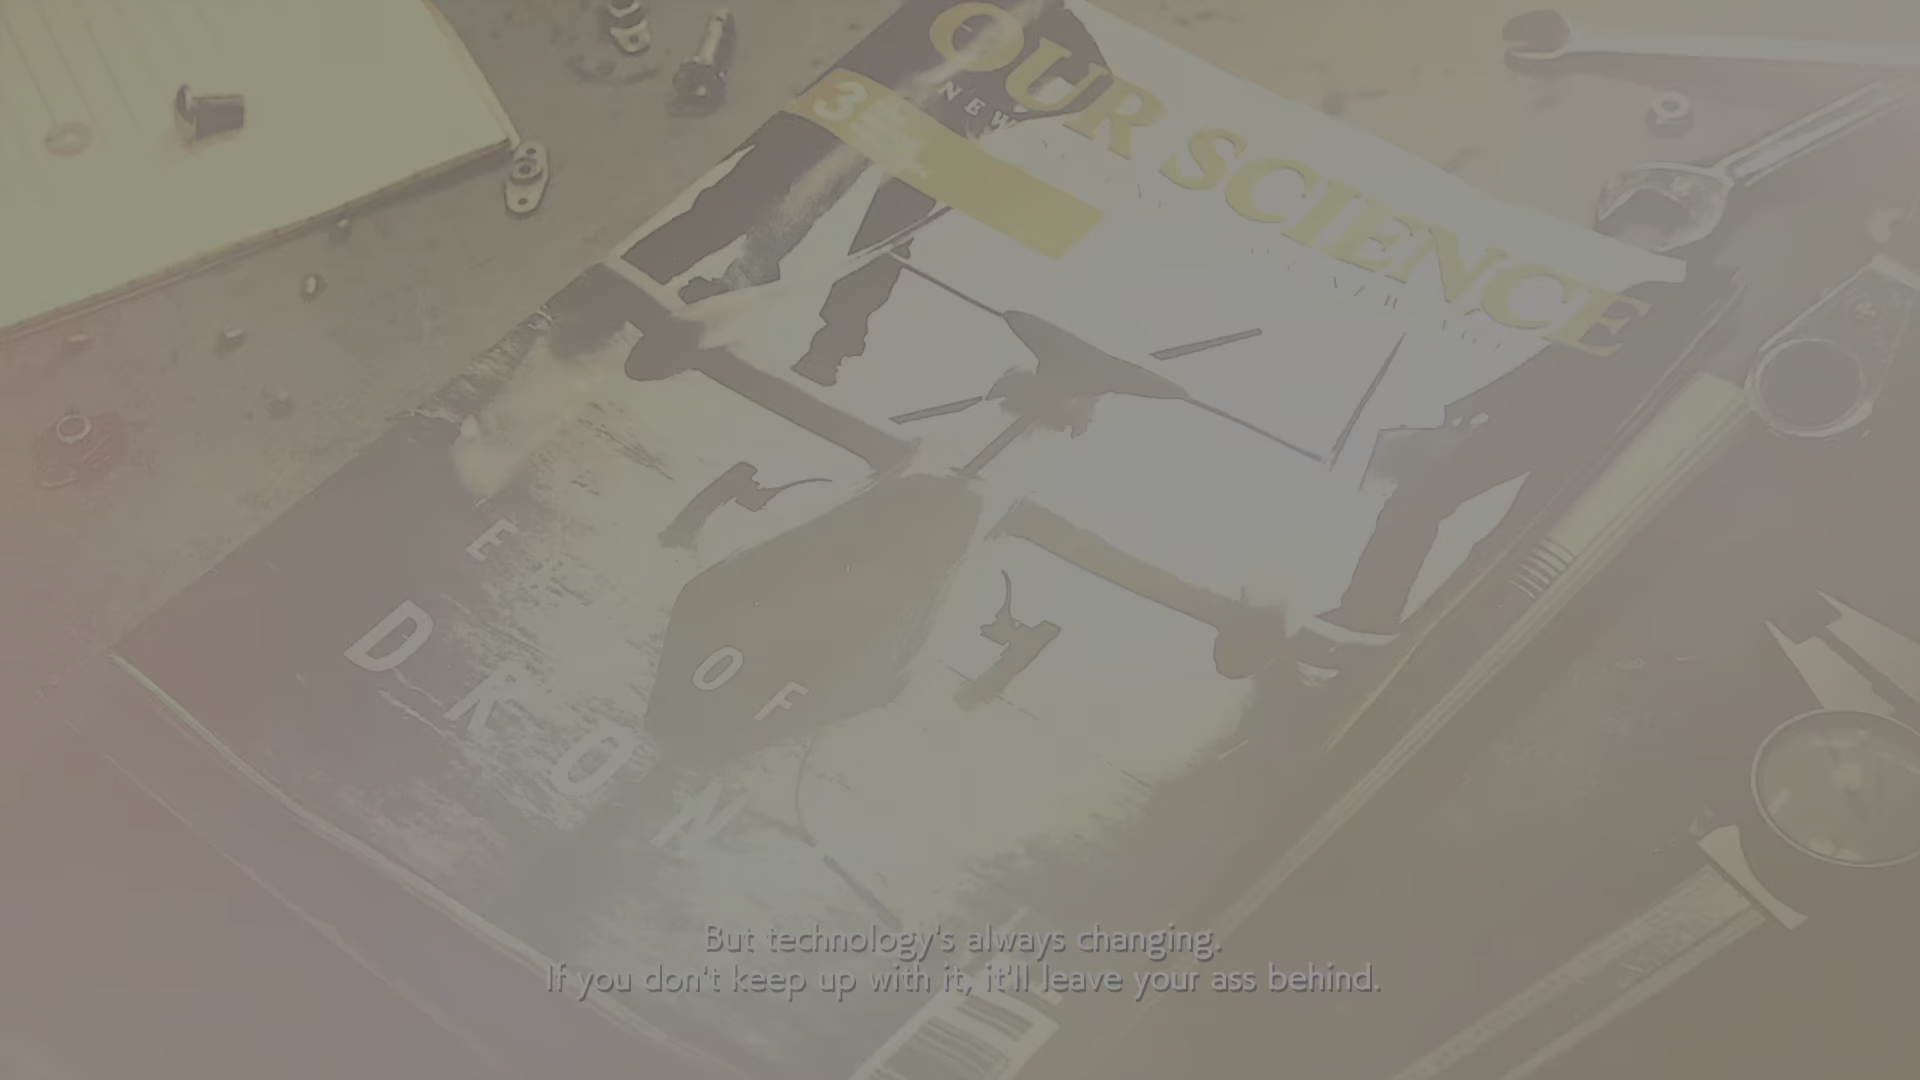 OUR SCIENCE
NEW
3
OF
DRON
But technology's always changing.
If you don't keep up with it, it'll leave your ass behind.